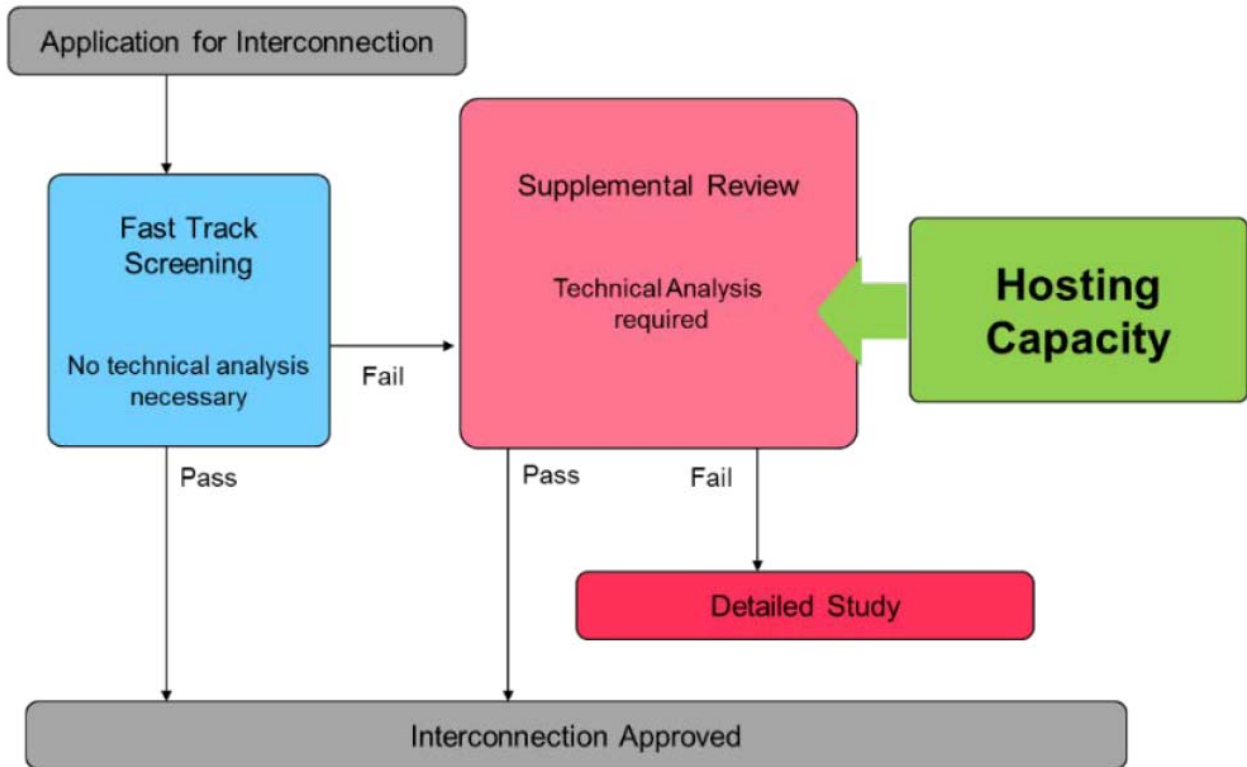 Application for Interconnection
Fast Track
Screening
No technical analysis
necessary
Fail
Pass
Supplemental Review
Technical Analysis
required
Hosting
Capacity
Pass
Fail
Detailed Study
Interconnection Approved